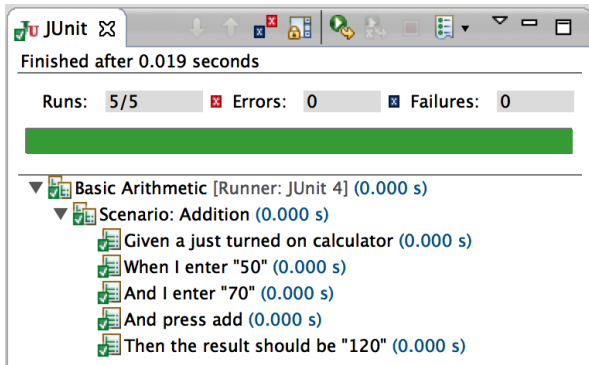 JUnit
Finished after 0.019 seconds
Runs: 5/5 Errors: 0 Failures: 0
Basic Arithmetic [Runner: JUnit 4] (0.000 s)
Scenario: Addition (0.000 s)
Given a just turned on calculator (0.000 s)
When I enter "50" (0.000 s)
And I enter "70" (0.000 s)
And press add (0.000 s)
Then the result should be "120" (0.000 s)